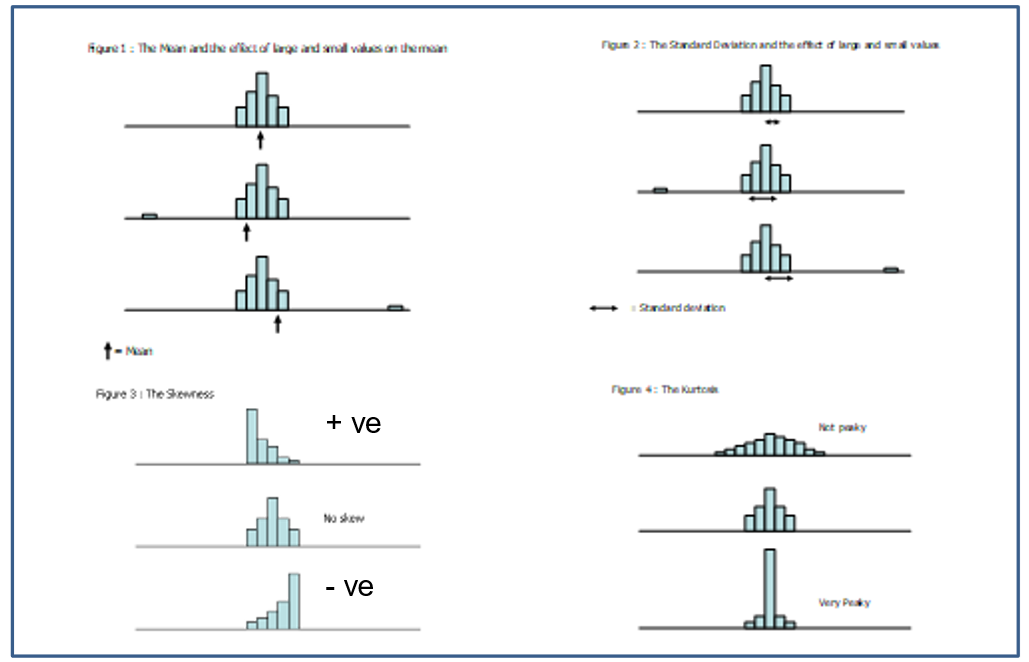 Figure 1 : The Mean and the effect of large and small values on the mean
= Mean
Figure 2 : The Standard Deviation and the effect of large and small values
: Standard deviation
Figure 3 : The Skewness
+ ve
No skew
- ve
Figure 4 : The Kurtosis
Not peaky
Very Peaky